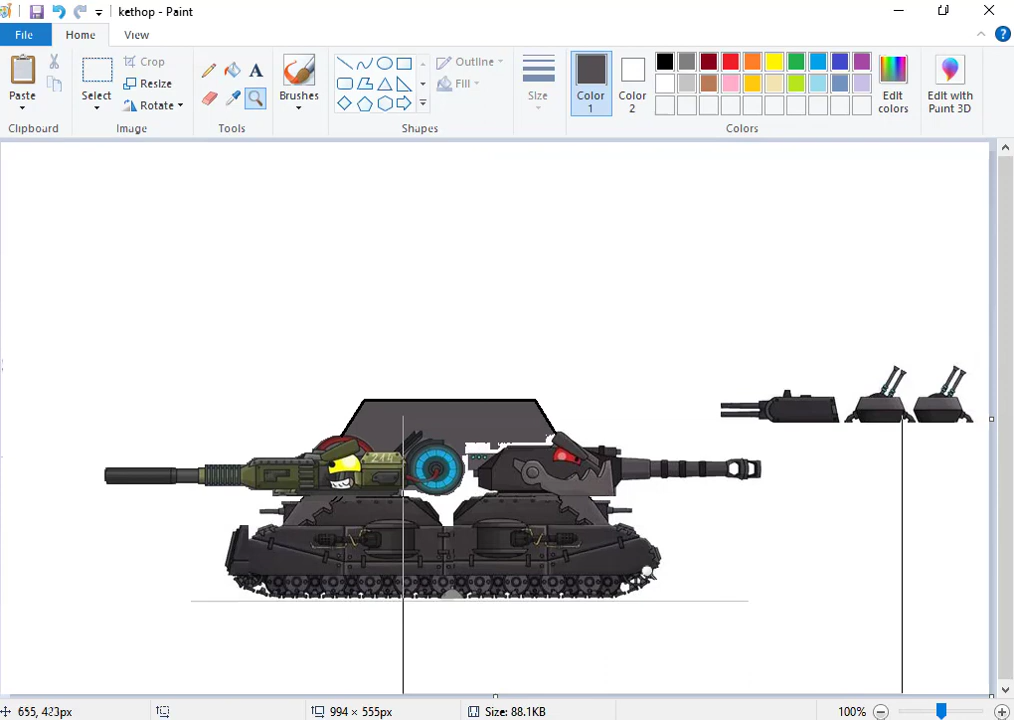 kethop - Paint
File Home View
Crop Outline
Paste Select Resize Brushes Fill Size Color 1 Color 2 Edit colors Edit with Paint 3D
Rotate
Clipboard Image Tools Shapes Colors
655, 423px 994 × 555px Size: 88.1KB 100%